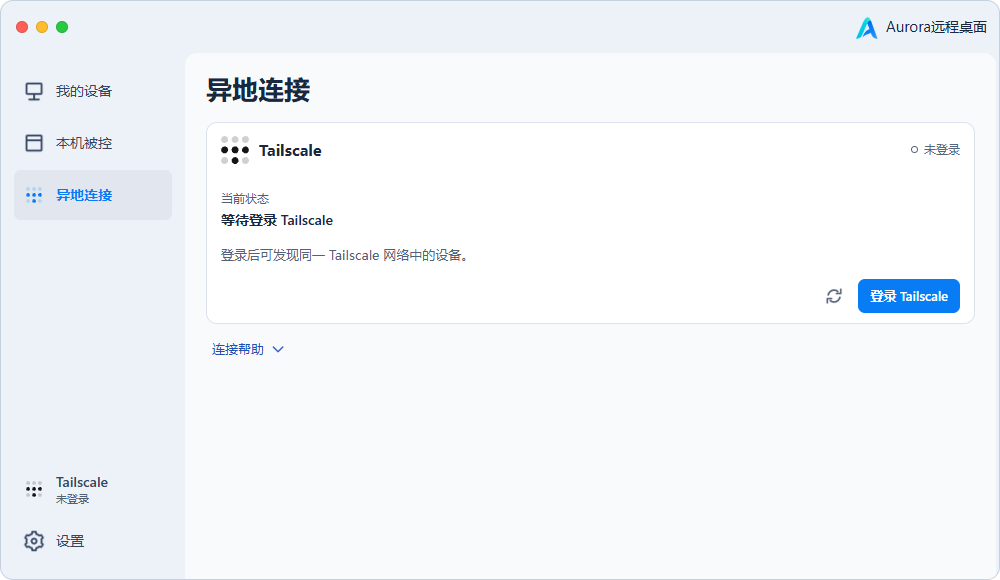 Aurora远程桌面
我的设备
本机被控
异地连接
Tailscale
未登录
设置
异地连接
Tailscale
未登录
当前状态
等待登录 Tailscale
登录后可发现同一 Tailscale 网络中的设备。
登录 Tailscale
连接帮助